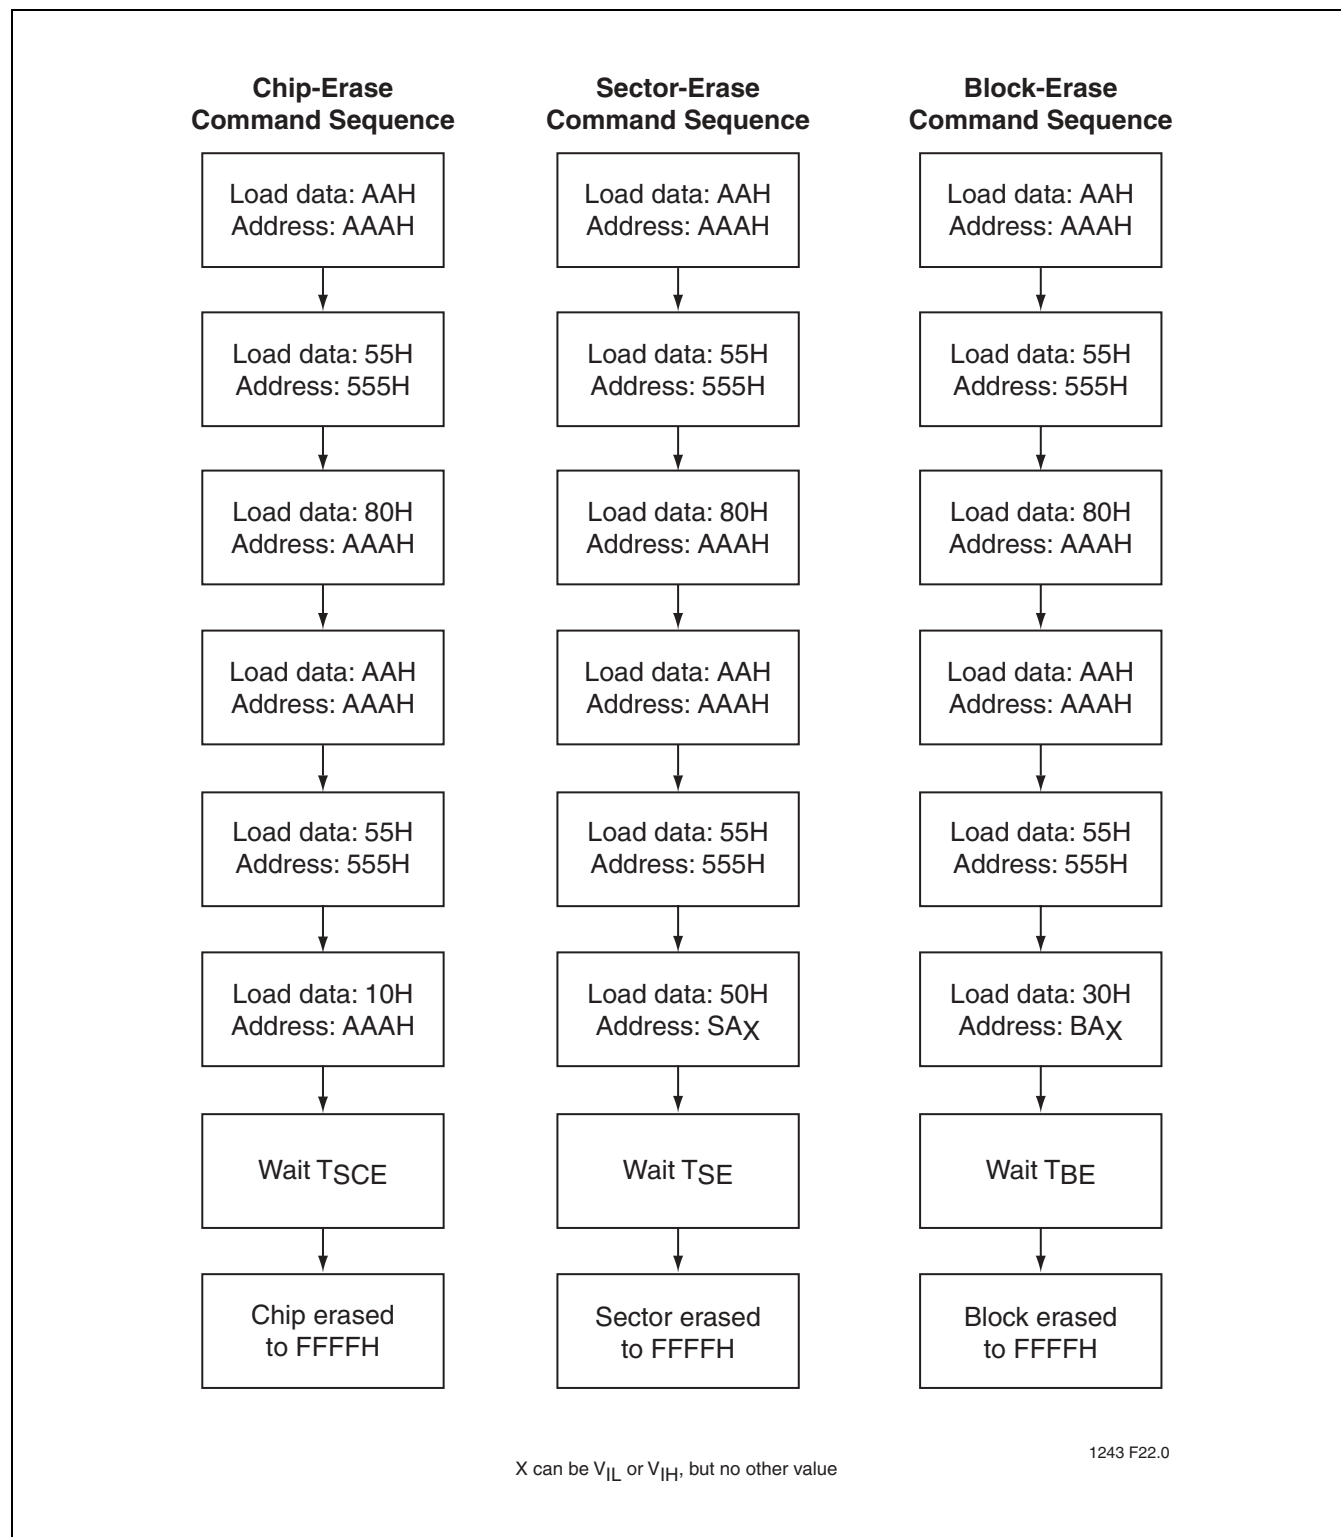 Chip-Erase
Command Sequence
Load data: AAH
Address: AAAH
Load data: 55H
Address: 555H
Load data: 80H
Address: AAAH
Load data: AAH
Address: AAAH
Load data: 55H
Address: 555H
Load data: 10H
Address: AAAH
Wait TSCE
Chip erased
to FFFFH
Sector-Erase
Command Sequence
Load data: AAH
Address: AAAH
Load data: 55H
Address: 555H
Load data: 80H
Address: AAAH
Load data: AAH
Address: AAAH
Load data: 55H
Address: 555H
Load data: 50H
Address: SAX
Wait TSE
Sector erased
to FFFFH
Block-Erase
Command Sequence
Load data: AAH
Address: AAAH
Load data: 55H
Address: 555H
Load data: 80H
Address: AAAH
Load data: AAH
Address: AAAH
Load data: 55H
Address: 555H
Load data: 30H
Address: BAX
Wait TBE
Block erased
to FFFFH
1243 F22.0
X can be VIL or VIH, but no other value